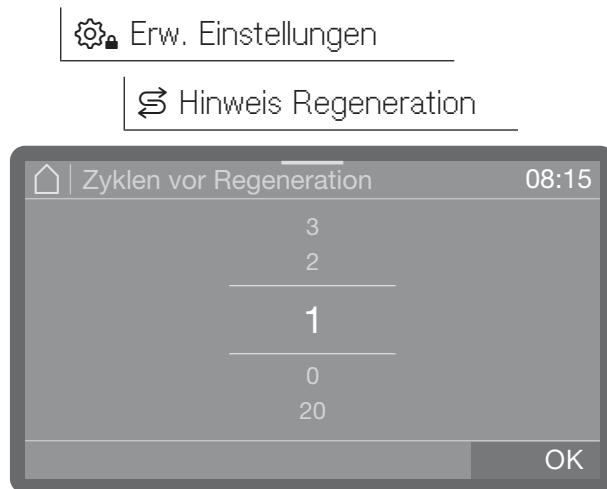 Erw. Einstellungen
Hinweis Regeneration
Zyklen vor Regeneration 08:15
3
2
1
0
20
OK